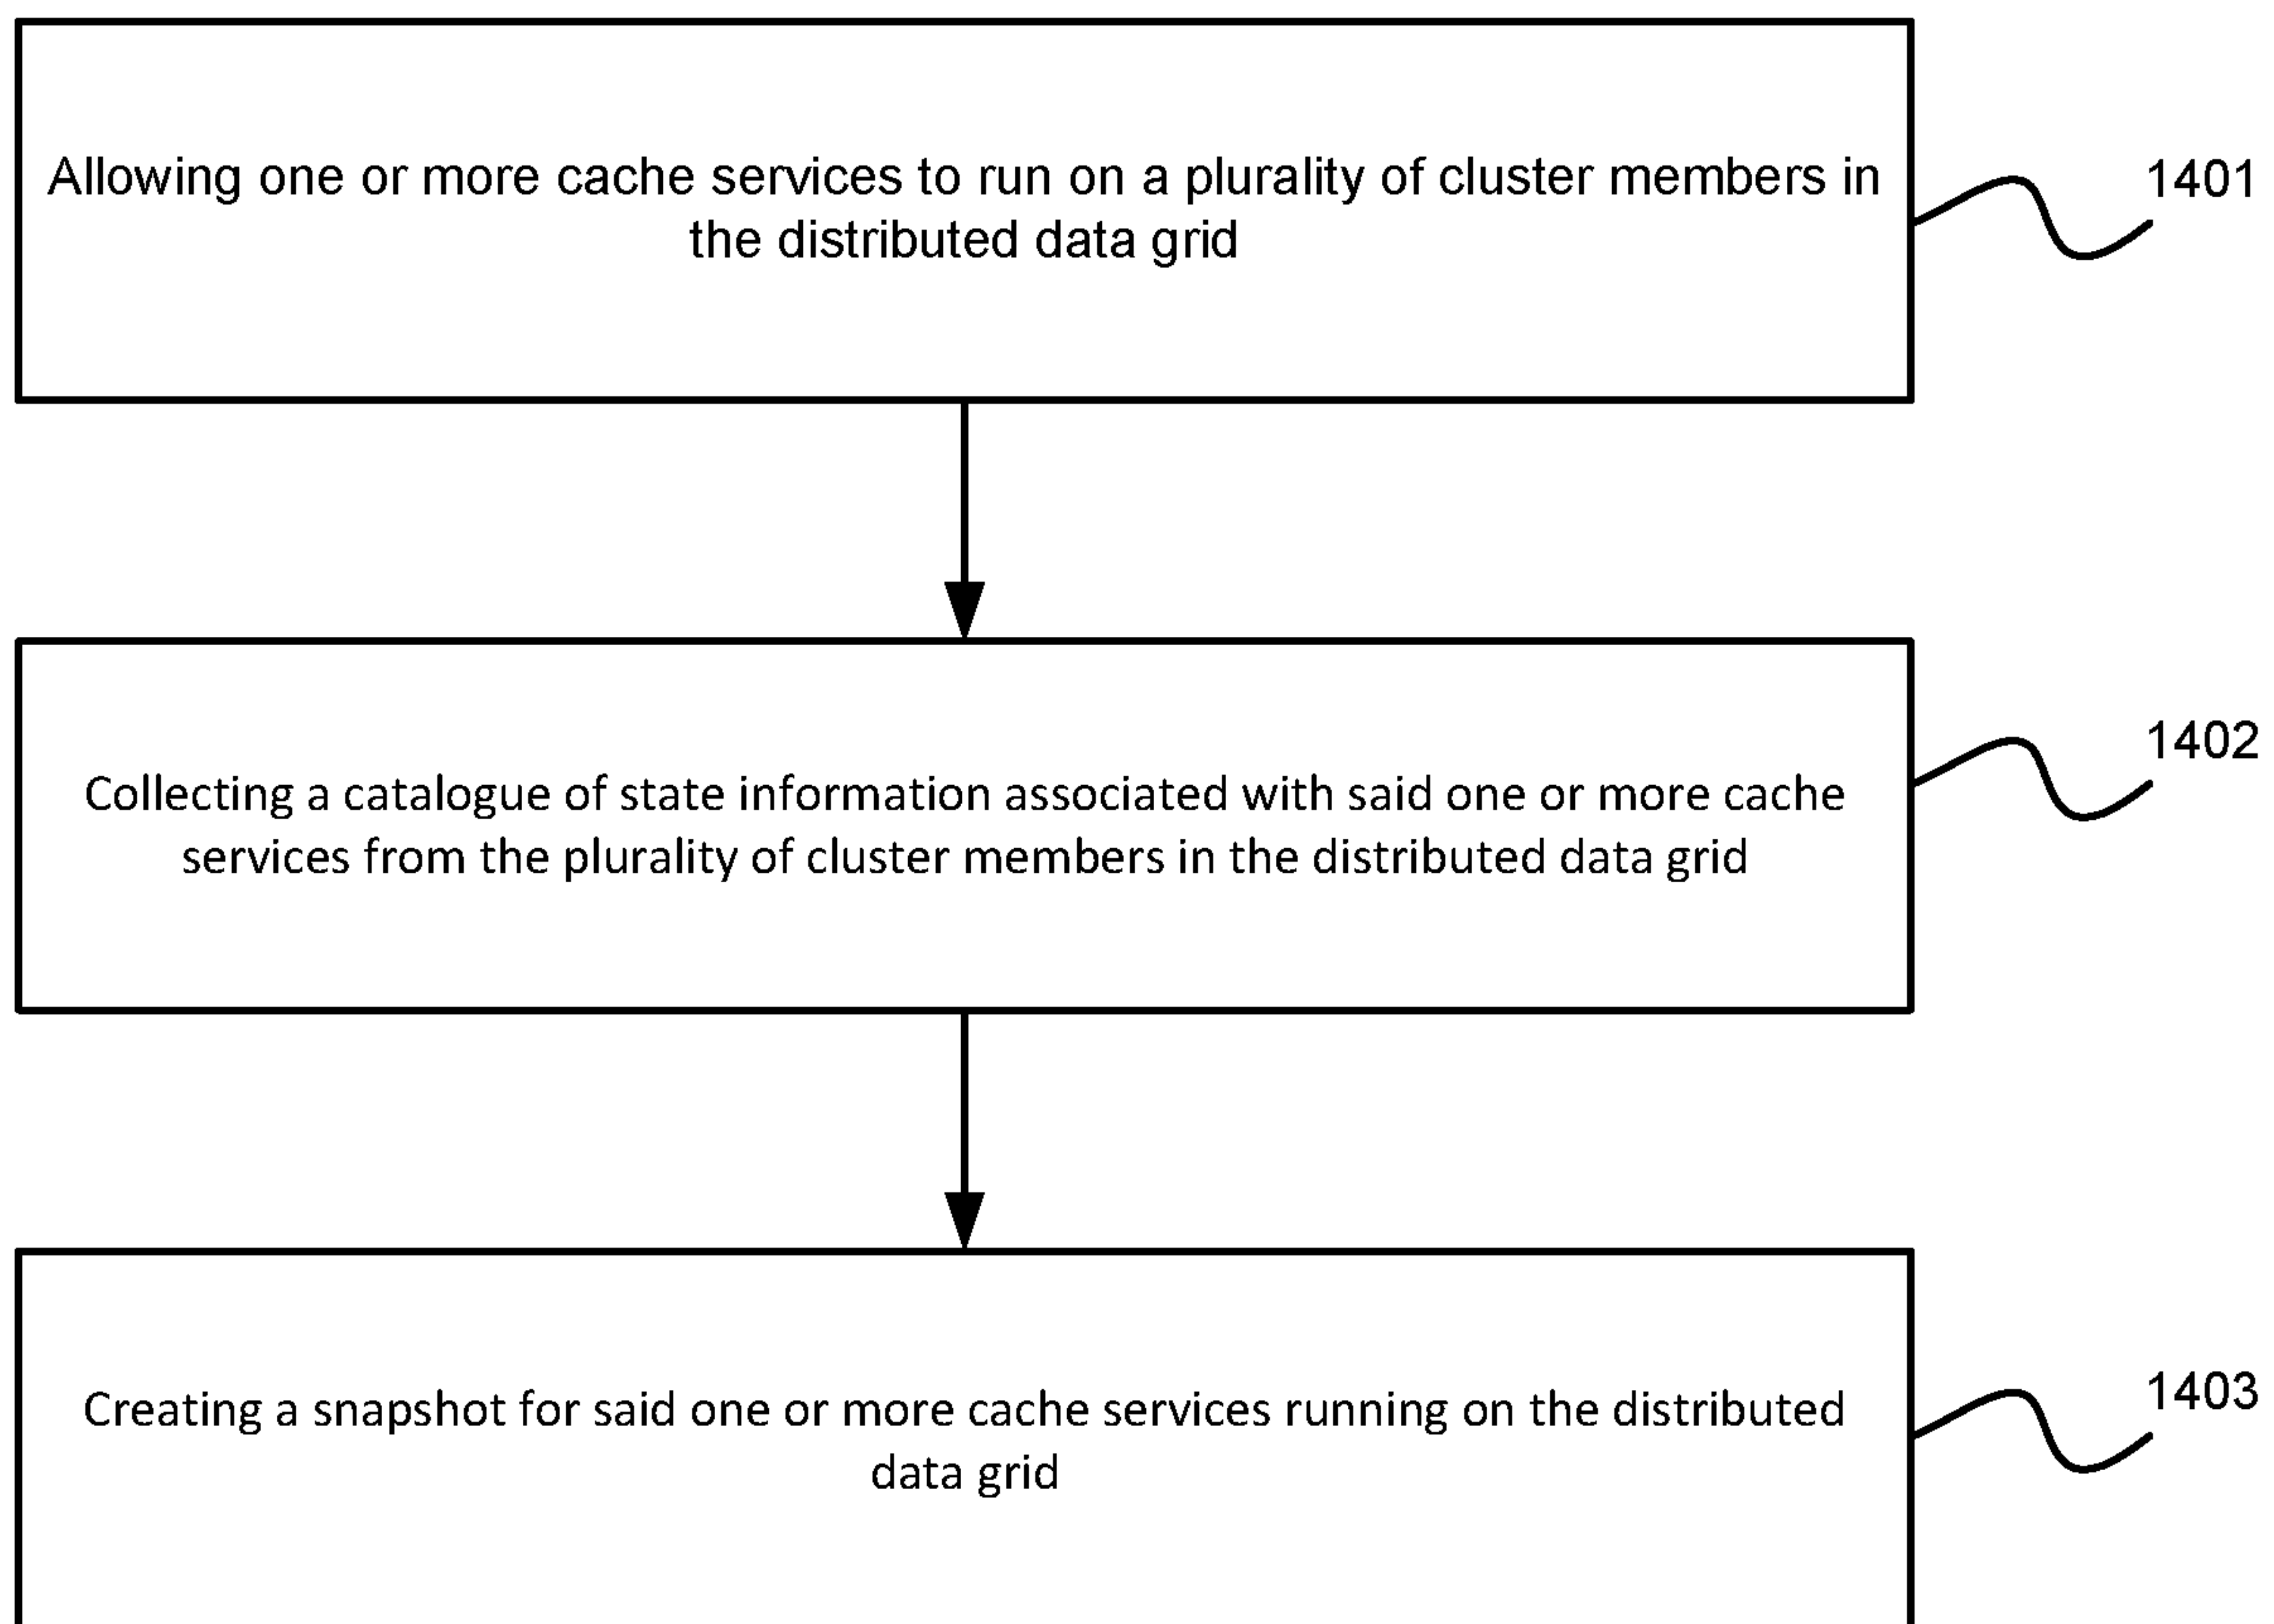 Allowing one or more cache services to run on a plurality of cluster members in
the distributed data grid
1401
Collecting a catalogue of state information associated with said one or more cache
services from the plurality of cluster members in the distributed data grid
1402
Creating a snapshot for said one or more cache services running on the distributed
data grid
1403